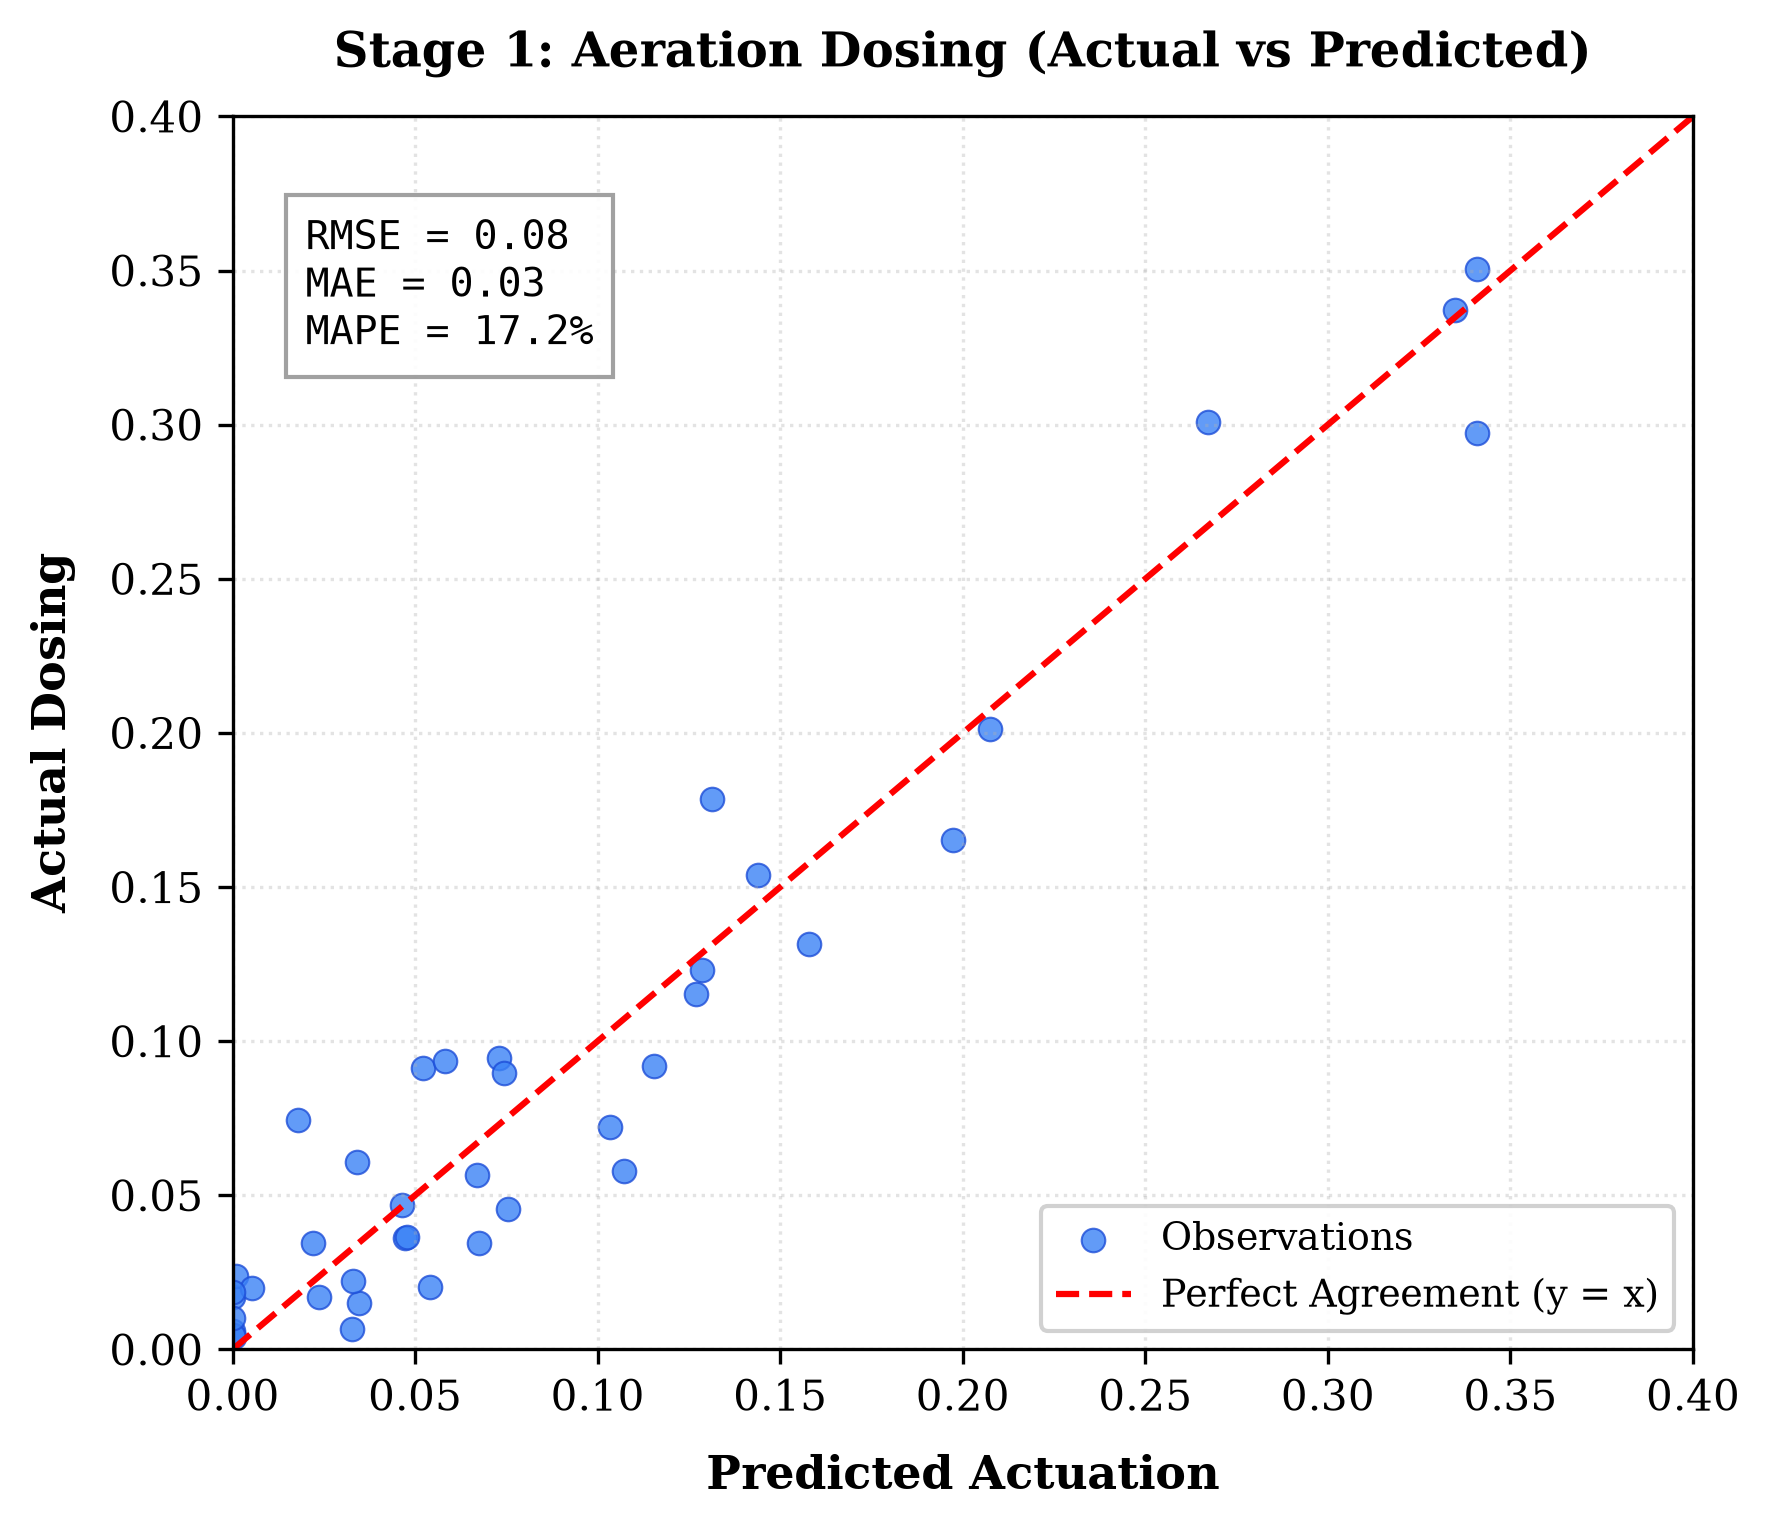 Stage 1: Aeration Dosing (Actual vs Predicted)
0.40
0.35
0.30
0.25
0.20
0.15
0.10
0.05
0.00
Actual Dosing
RMSE = 0.08
MAE = 0.03
MAPE = 17.2%
Observations
Perfect Agreement (y = x)
0.00 0.05 0.10 0.15 0.20 0.25 0.30 0.35 0.40
Predicted Actuation